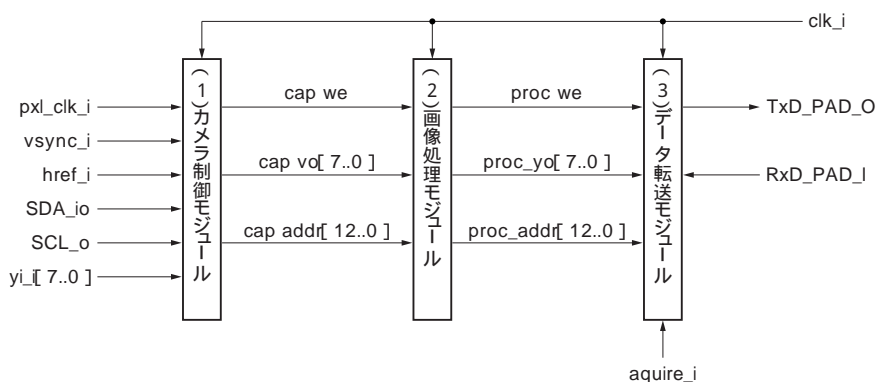 clk_i
pxl_clk_i
vsync_i
href_i
SDA_io
SCL_o
yi_i[ 7..0 ]
(1)カメラ制御モジュール
cap we
cap vo[ 7..0 ]
cap addr[ 12..0 ]
(2)画像処理モジュール
proc we
proc_yo[ 7..0 ]
proc_addr[ 12..0 ]
(3)データ転送モジュール
TxD_PAD_O
RxD_PAD_I
aquire_i